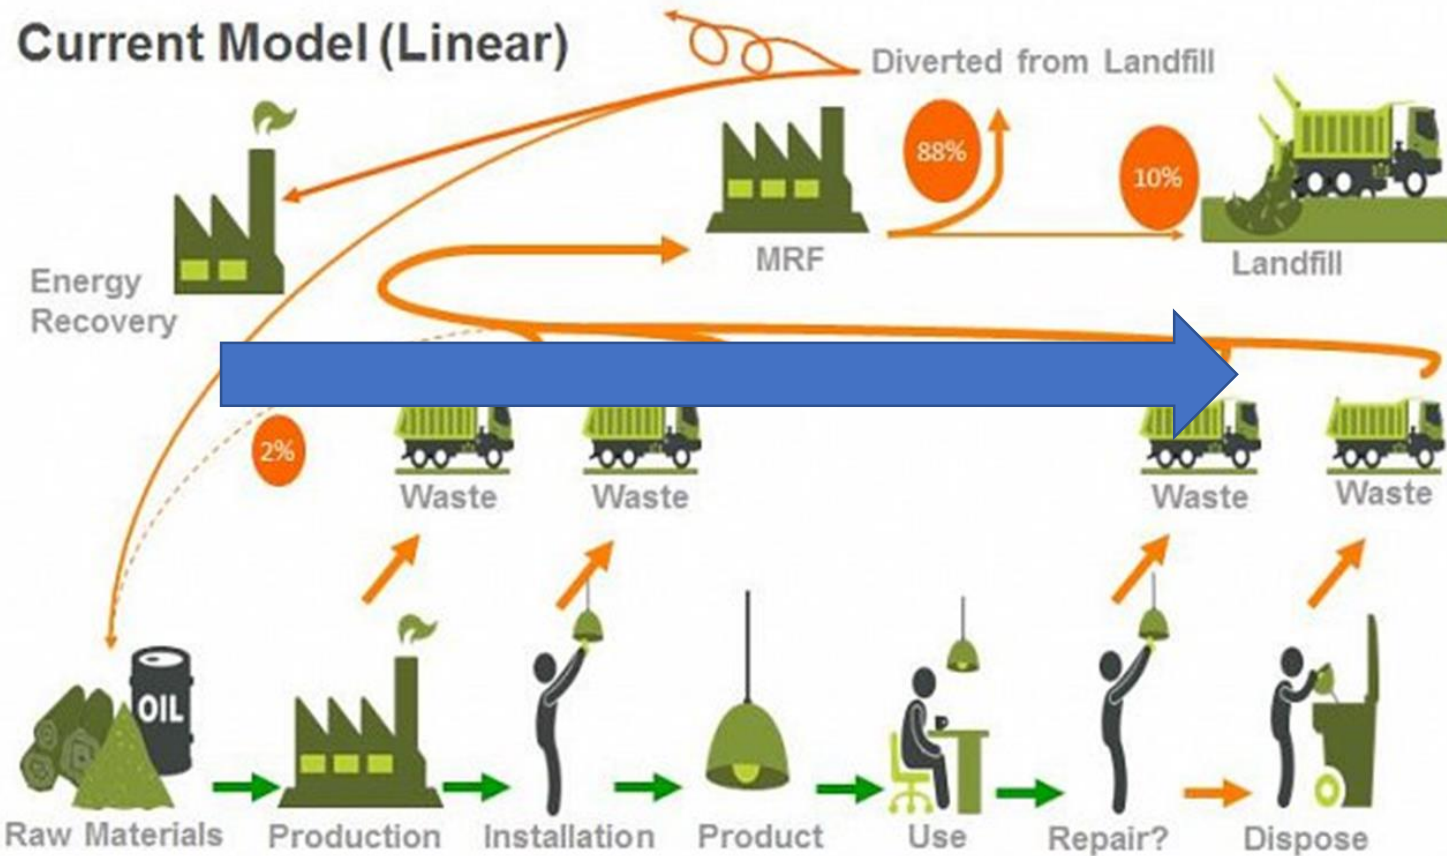 Current Model (Linear)
Diverted from Landfill
88%
10%
MRF
Landfill
Energy
Recovery
2%
Waste
Waste
Waste
Waste
OIL
Raw Materials
Production
Installation
Product
Use
Repair?
Dispose